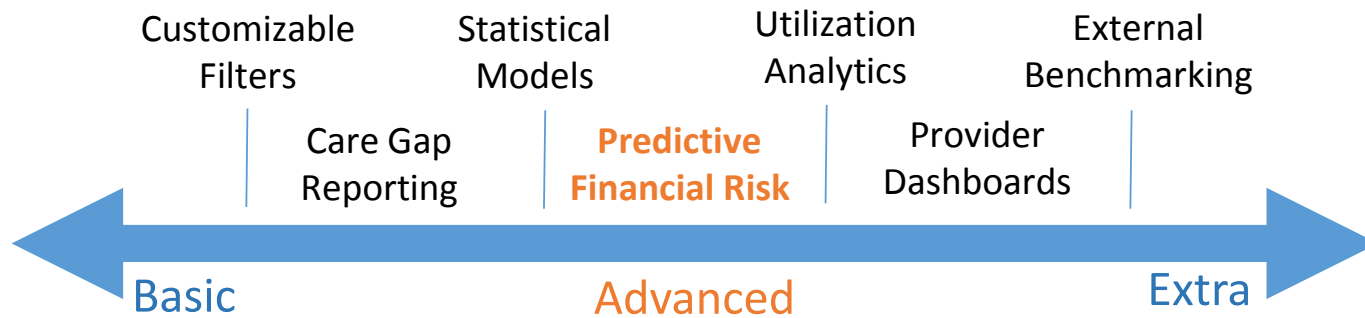 Customizable
Filters
Statistical
Models
Utilization
Analytics
External
Benchmarking
Care Gap
Reporting
Predictive
Financial Risk
Provider
Dashboards
Basic
Advanced
Extra